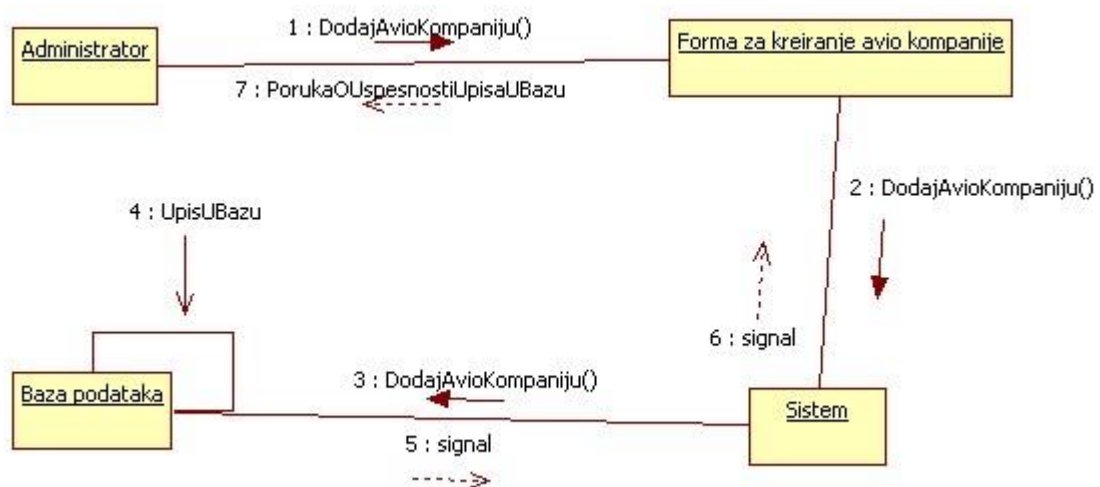 1 : DodajAvioKompaniju()
Administrator
Forma za kreiranje avio kompanije
7 : PorukaOUspesnostiUpisaUBazu
2 : DodajAvioKompaniju()
4 : UpisUBazu
6 : signal
3 : DodajAvioKompaniju()
Baza podataka
Sistem
5 : signal